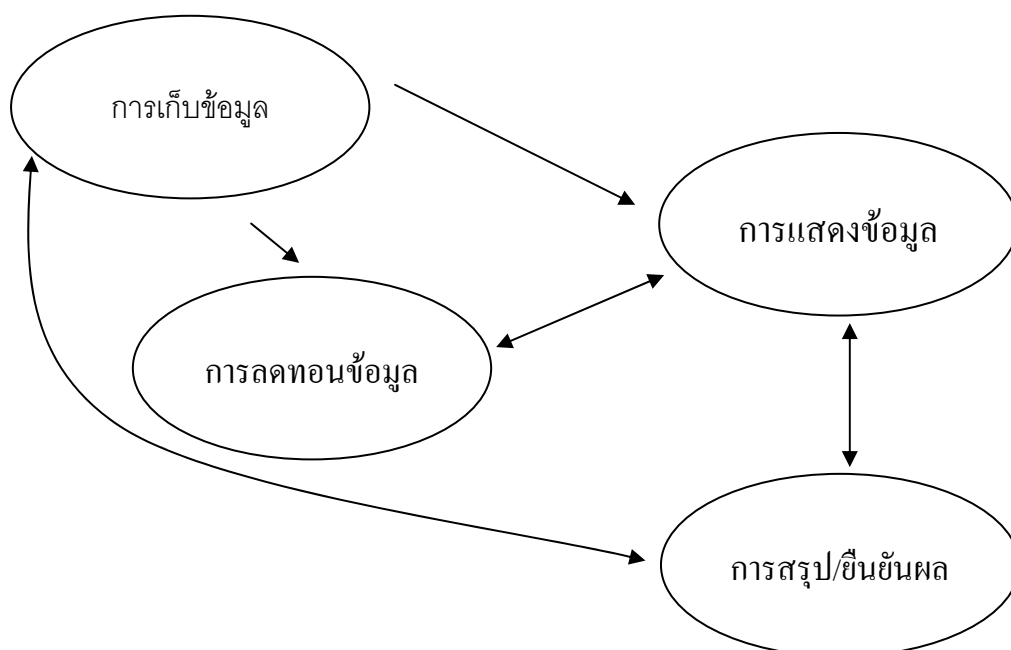 การเก็บข้อมูล
การแสดงข้อมูล
การลดทอนข้อมูล
การสรุป/ยืนยันผล